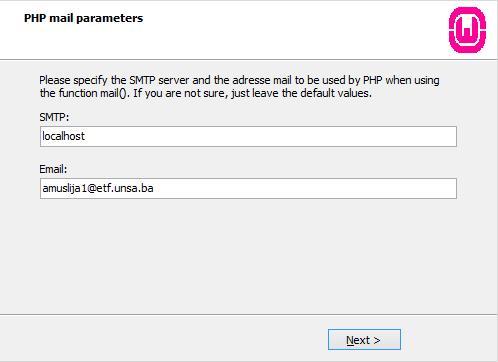 PHP mail parameters
Please specify the SMTP server and the adresse mail to be used by PHP when using
the function mail(). If you are not sure, just leave the default values.
SMTP:
localhost
Email:
amuslija1@etf.unsa.ba
Next >